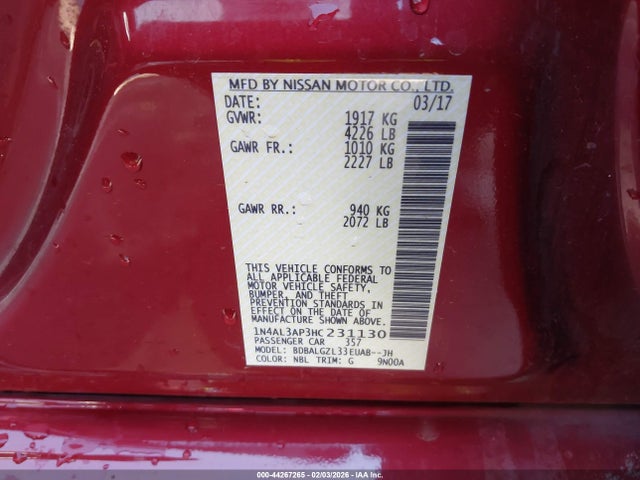 MFD BY NISSAN MOTOR CO., LTD.
DATE: 03/17
GVWR: 1917 KG
4226 LB
GAWR FR.: 1010 KG
2227 LB
GAWR RR.: 940 KG
2072 LB
THIS VEHICLE CONFORMS TO
ALL APPLICABLE FEDERAL
MOTOR VEHICLE SAFETY,
BUMPER, AND THEFT
PREVENTION STANDARDS IN
EFFECT ON THE DATE OF
MANUFACTURE SHOWN ABOVE.
1N4AL3AP3HC231130
PASSENGER CAR 357
MODEL: BDBALGZL33EUAB--JH
COLOR: NBL TRIM: G 9N00A
000-44267265 - 02/03/2026 - Copyright IAA, Inc.